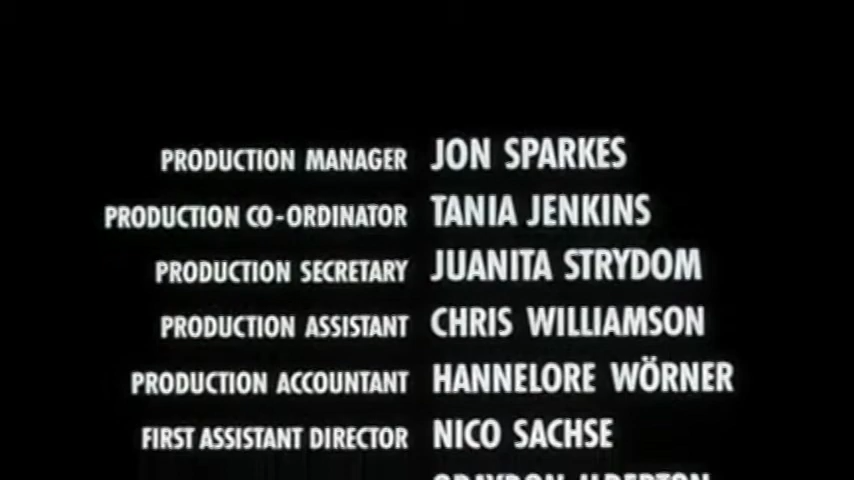 PRODUCTION MANAGER JON SPARKES
PRODUCTION CO-ORDINATOR TANIA JENKINS
PRODUCTION SECRETARY JUANITA STRYDOM
PRODUCTION ASSISTANT CHRIS WILLIAMSON
PRODUCTION ACCOUNTANT HANNELORE WÖRNER
FIRST ASSISTANT DIRECTOR NICO SACHSE